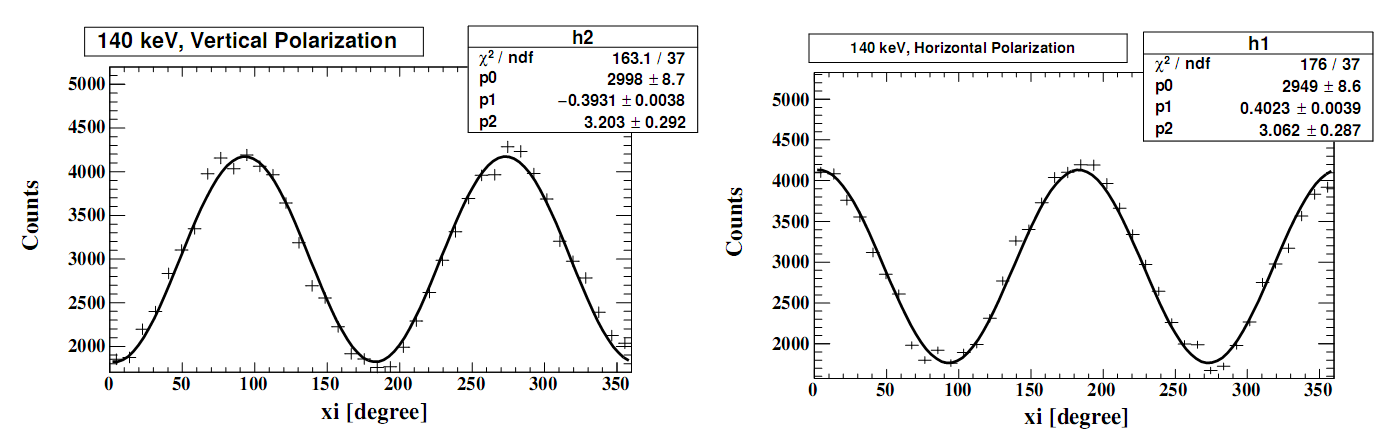 140 keV, Vertical Polarization
h2
χ² / ndf 163.1 / 37
p0 2998 ± 8.7
p1 −0.3931 ± 0.0038
p2 3.203 ± 0.292
5000
4500
4000
3500
3000
2500
2000
Counts
0 50 100 150 200 250 300 350
xi [degree]
140 keV, Horizontal Polarization
h1
χ² / ndf 176 / 37
p0 2949 ± 8.6
p1 0.4023 ± 0.0039
p2 3.062 ± 0.287
5000
4500
4000
3500
3000
2500
2000
Counts
0 50 100 150 200 250 300 350
xi [degree]